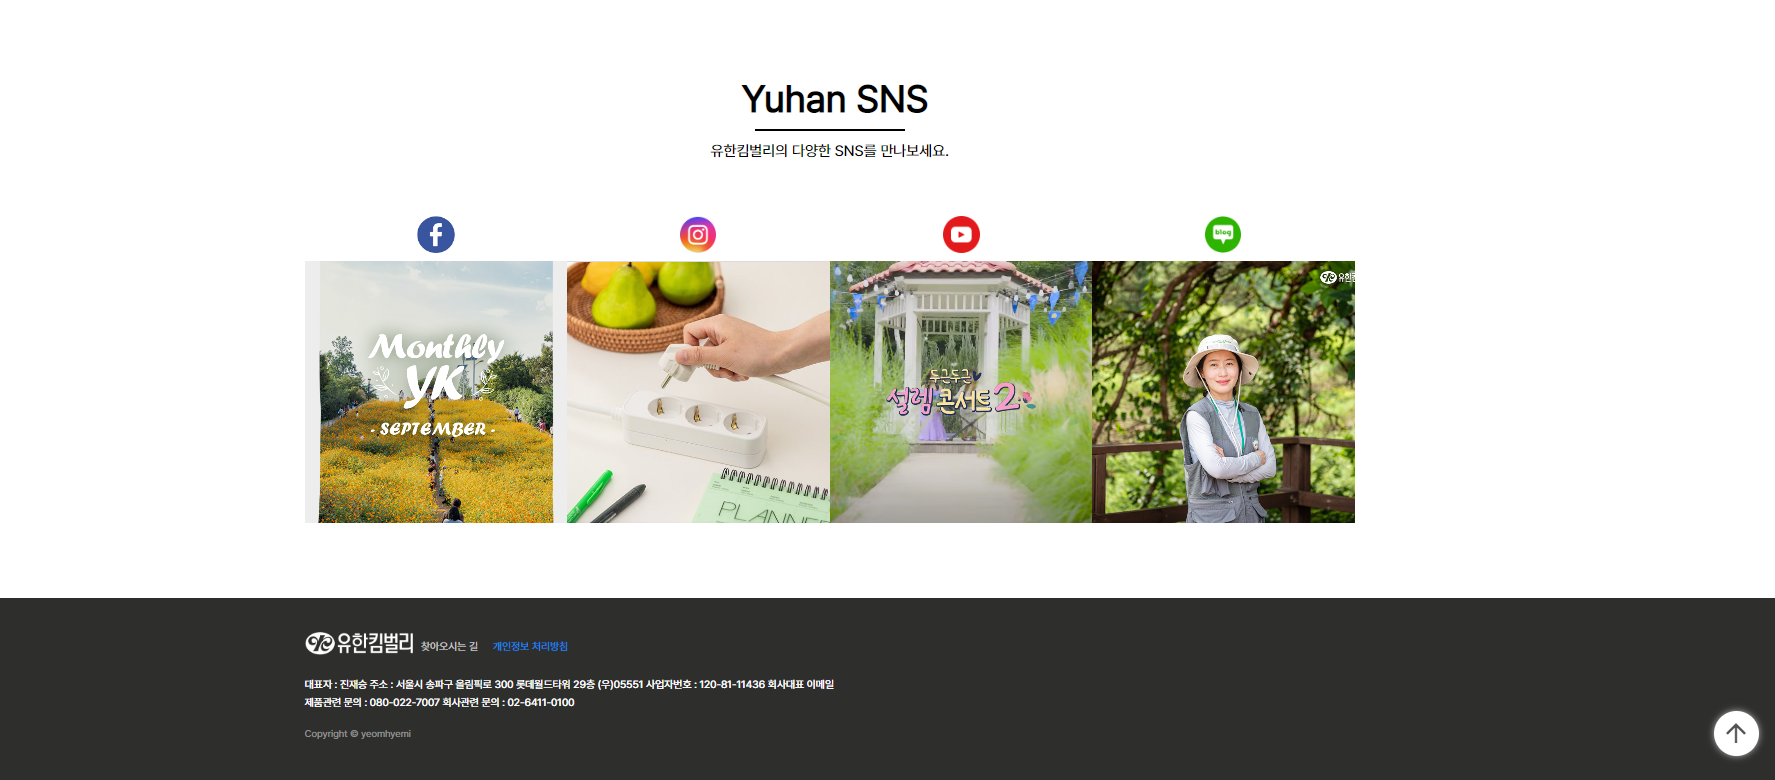 Yuhan SNS
유한킴벌리의 다양한 SNS를 만나보세요.
blog
Monthly
YK
- SEPTEMBER -
PLANNE
두근두근
설렘 콘서트 2
유한킴
유한킴벌리 찾아오시는 길 개인정보 처리방침
대표자 : 진재승 주소 : 서울시 송파구 올림픽로 300 롯데월드타워 29층 (우)05551 사업자번호 : 120-81-11436 회사대표 이메일
제품관련 문의 : 080-022-7007 회사관련 문의 : 02-6411-0100
Copyright © yeomhyemi